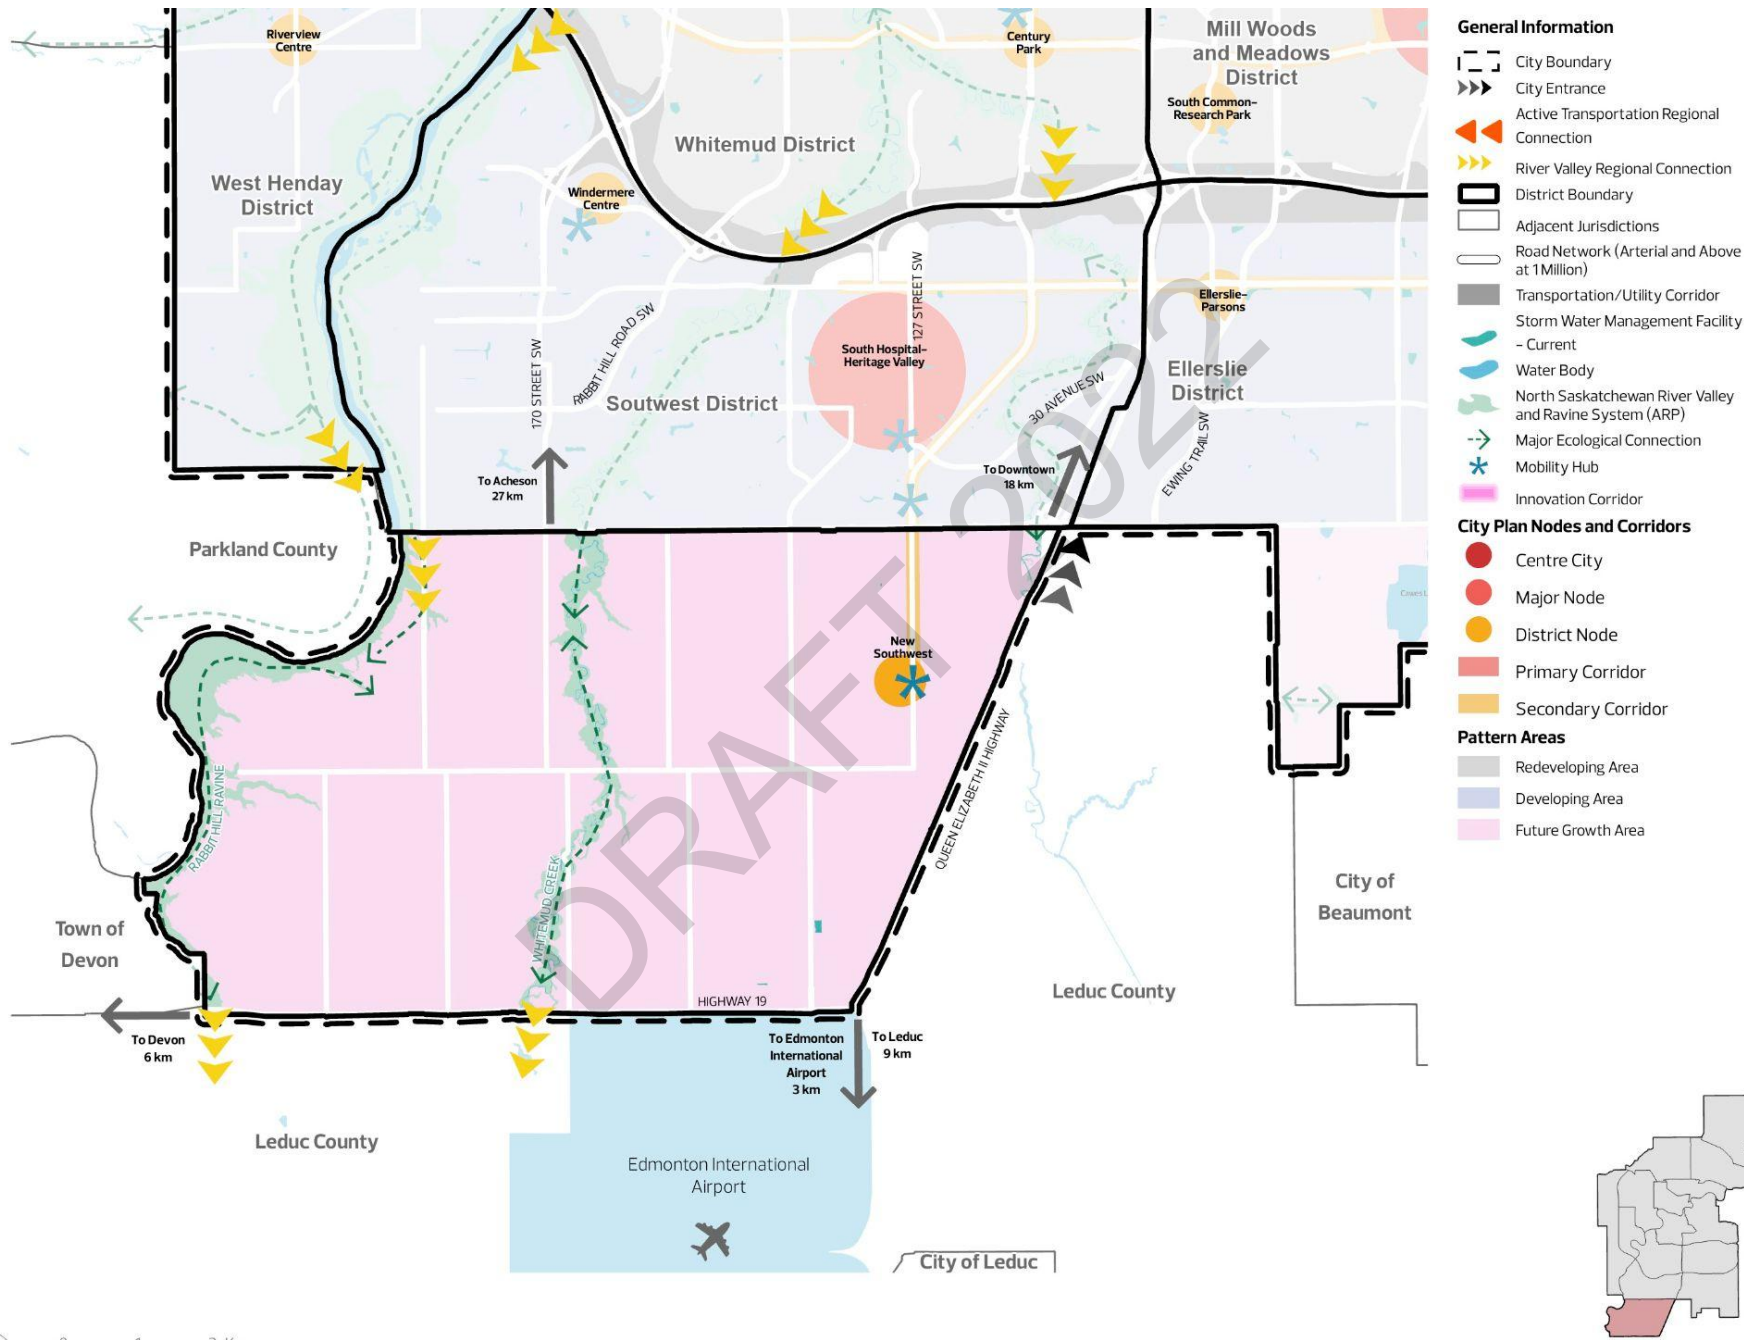 Riverview
Centre
Century
Park
Mill Woods
and Meadows
District
South Common-
Research Park
Whitemud District
West Henday
District
Windermere
Centre
127 STREET SW
Ellerslie-
Parsons
170 STREET SW
RABBIT HILL ROAD SW
South Hospital-
Heritage Valley
Soutwest District
30 AVENUE SW
Ellerslie
District
EWING TRAIL SW
To Acheson
27 km
To Downtown
18 km
Parkland County
New
Southwest
DRAFT 2022
QUEEN ELIZABETH II HIGHWAY
RABBIT HILL RAVINE
WHITEMUD CREEK
City of
Beaumont
Town of
Devon
Leduc County
HIGHWAY 19
To Devon
6 km
To Edmonton
International
Airport
3 km
To Leduc
9 km
Leduc County
Edmonton International
Airport
City of Leduc
General Information
City Boundary
City Entrance
Active Transportation Regional
Connection
River Valley Regional Connection
District Boundary
Adjacent Jurisdictions
Road Network (Arterial and Above
at 1 Million)
Transportation/Utility Corridor
Storm Water Management Facility
- Current
Water Body
North Saskatchewan River Valley
and Ravine System (ARP)
Major Ecological Connection
Mobility Hub
Innovation Corridor
City Plan Nodes and Corridors
Centre City
Major Node
District Node
Primary Corridor
Secondary Corridor
Pattern Areas
Redeveloping Area
Developing Area
Future Growth Area